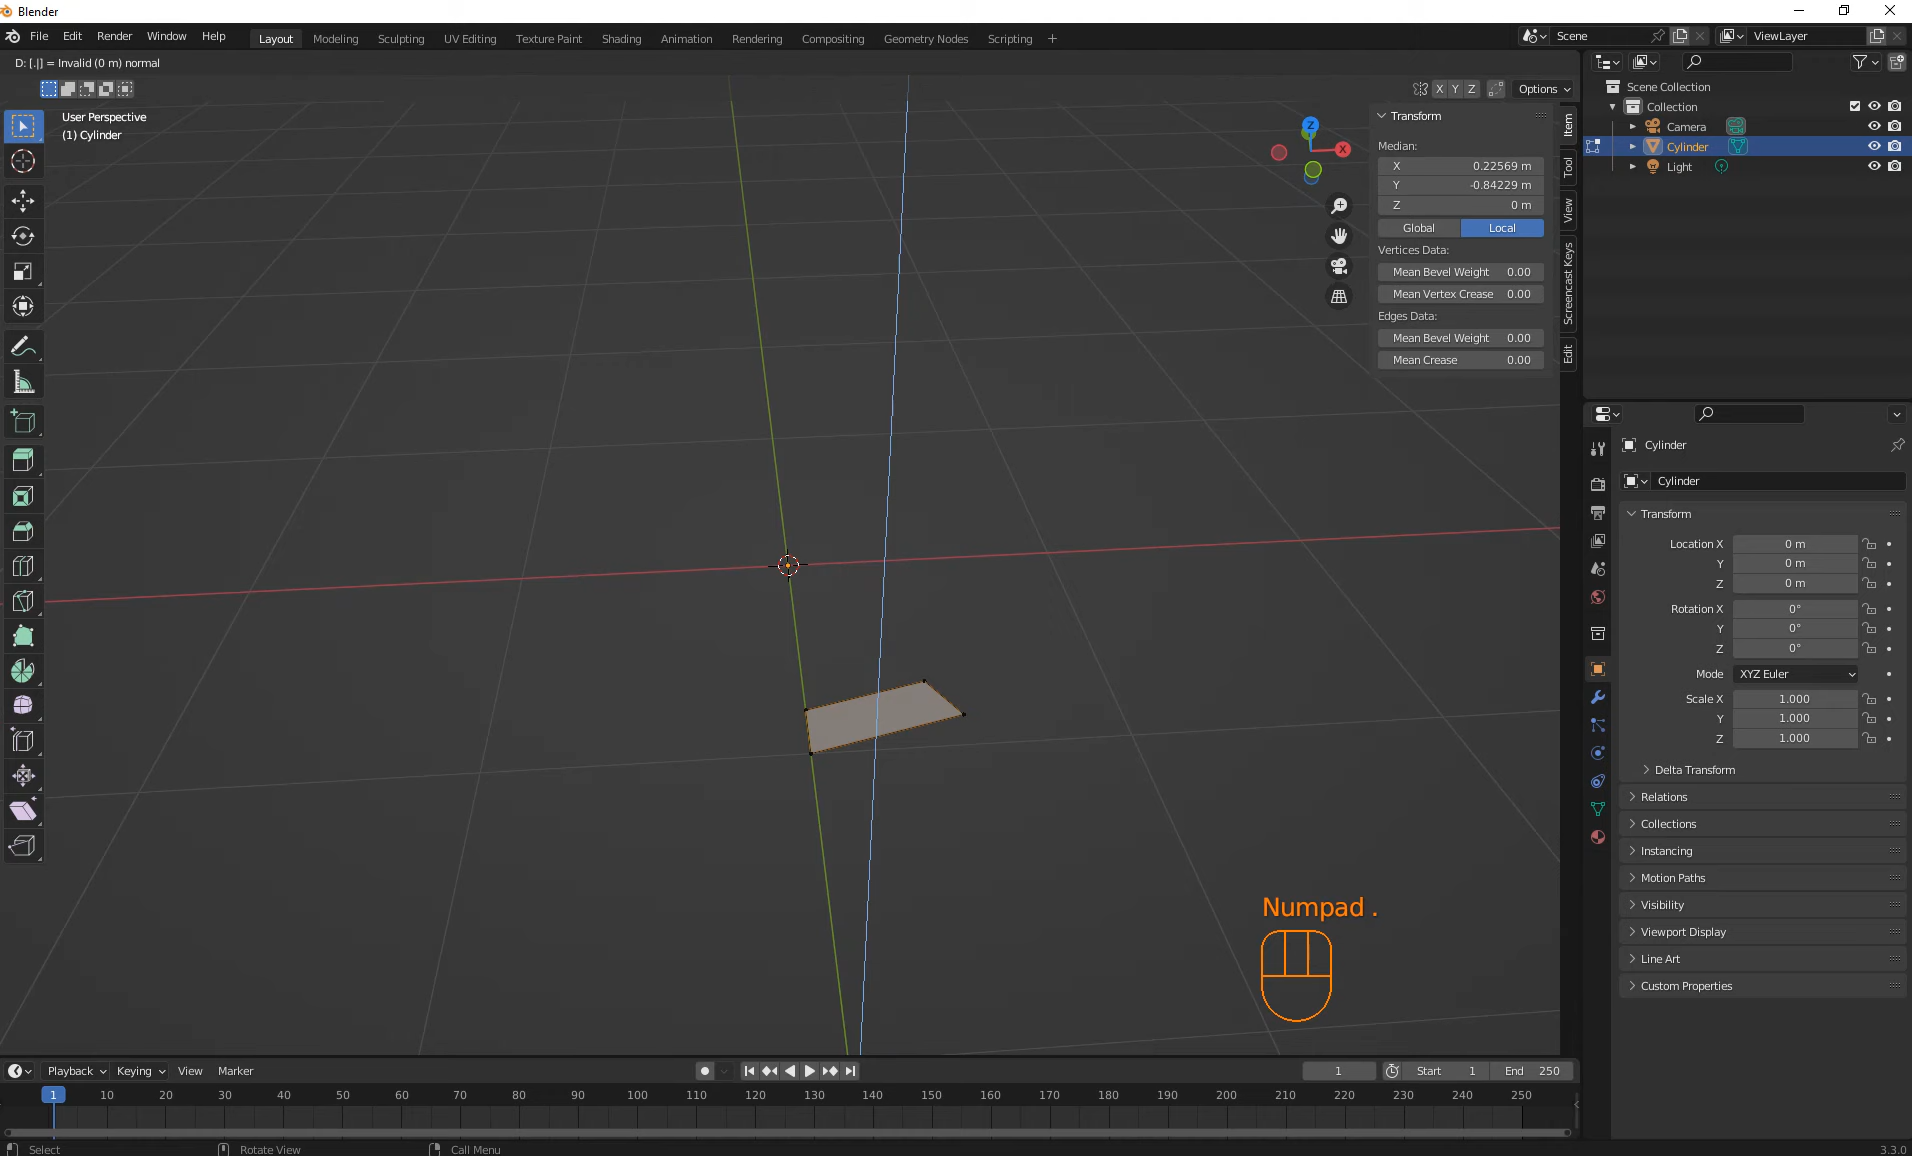 Blender
File Edit Render Window Help Layout Modeling Sculpting UV Editing Texture Paint Shading Animation Rendering Compositing Geometry Nodes Scripting + Scene ViewLayer
D: [.|] = Invalid (0 m) normal
X Y Z Options
User Perspective
(1) Cylinder
Z
X
Transform
Median:
X 0.22569 m
Y -0.84229 m
Z 0 m
Global Local
Vertices Data:
Mean Bevel Weight 0.00
Mean Vertex Crease 0.00
Edges Data:
Mean Bevel Weight 0.00
Mean Crease 0.00
Item
Tool
View
Screencast Keys
Edit
Scene Collection
Collection
Camera
Cylinder
Light
Cylinder
Cylinder
Transform
Location X 0 m
Y 0 m
Z 0 m
Rotation X 0°
Y 0°
Z 0°
Mode XYZ Euler
Scale X 1.000
Y 1.000
Z 1.000
Delta Transform
Relations
Collections
Instancing
Motion Paths
Visibility
Viewport Display
Line Art
Custom Properties
Numpad .
Playback Keying View Marker 1 Start 1 End 250
1 10 20 30 40 50 60 70 80 90 100 110 120 130 140 150 160 170 180 190 200 210 220 230 240 250
Select Rotate View Call Menu 3.3.0